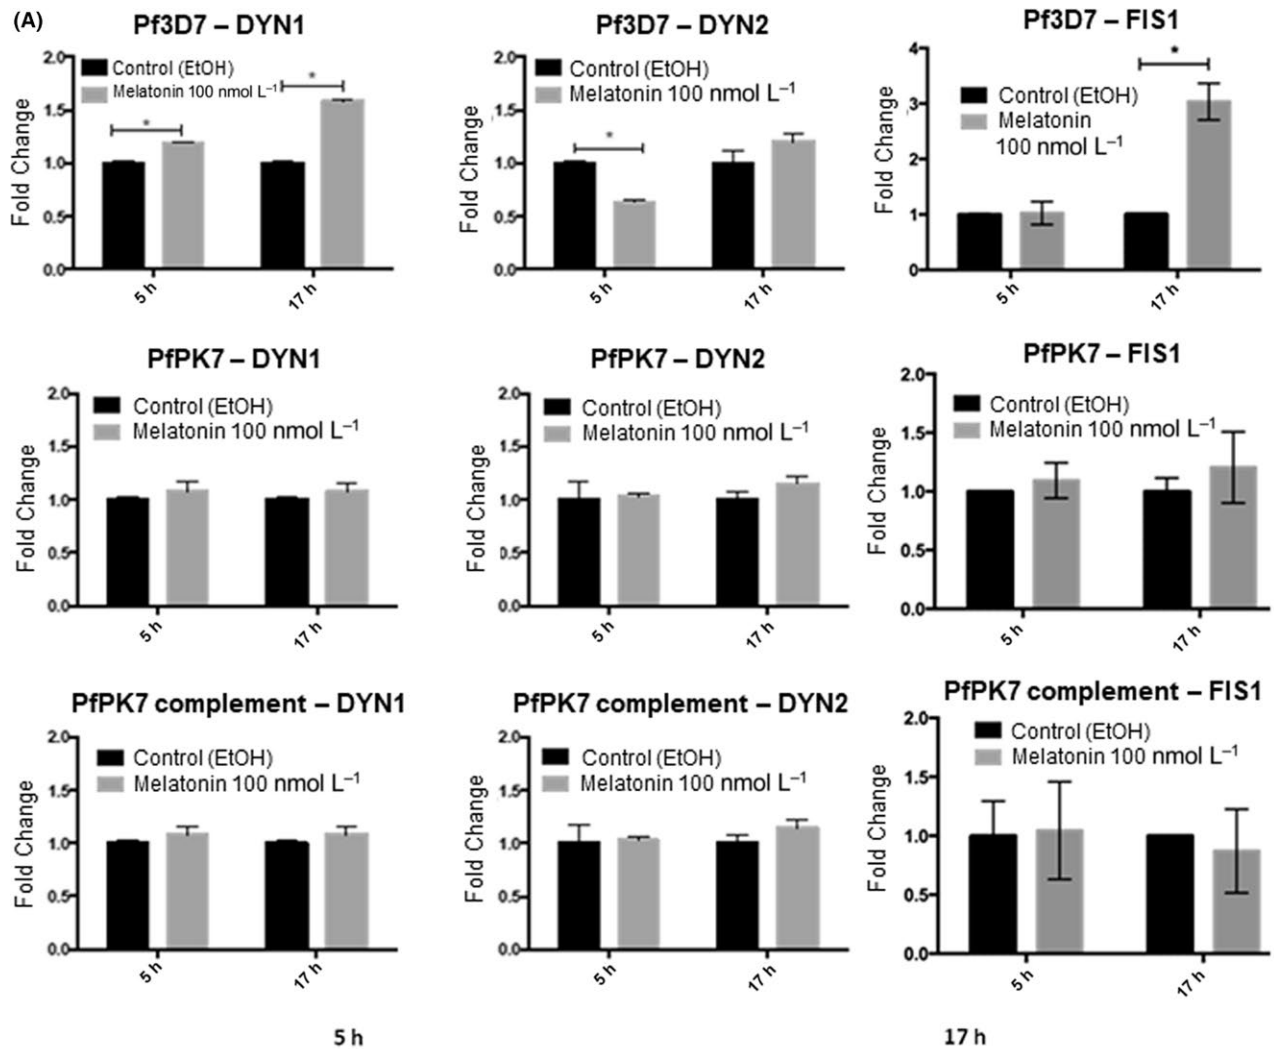 (A)
Pf3D7 – DYN1
2.0
1.5
1.0
0.5
0.0
Fold Change
Control (EtOH)
Melatonin 100 nmol L⁻¹
*
*
5 h
17 h
Pf3D7 – DYN2
2.0
1.5
1.0
0.5
0.0
Fold Change
Control (EtOH)
Melatonin 100 nmol L⁻¹
*
5 h
17 h
Pf3D7 – FIS1
4
3
2
1
0
Fold Change
Control (EtOH)
Melatonin
100 nmol L⁻¹
*
5 h
17 h
PfPK7 – DYN1
2.0
1.5
1.0
0.5
0.0
Fold Change
Control (EtOH)
Melatonin 100 nmol L⁻¹
5 h
17 h
PfPK7 – DYN2
2.0
1.5
1.0
0.5
0.0
Fold Change
Control (EtOH)
Melatonin 100 nmol L⁻¹
5 h
17 h
PfPK7 – FIS1
2.0
1.5
1.0
0.5
0.0
Fold Change
Control (EtOH)
Melatonin 100 nmol L⁻¹
5 h
17 h
PfPK7 complement – DYN1
2.0
1.5
1.0
0.5
0.0
Fold Change
Control (EtOH)
Melatonin 100 nmol L⁻¹
5 h
17 h
PfPK7 complement – DYN2
2.0
1.5
1.0
0.5
0.0
Fold Change
Control (EtOH)
Melatonin 100 nmol L⁻¹
5 h
17 h
PfPK7 complement – FIS1
2.0
1.5
1.0
0.5
0.0
Fold Change
Control (EtOH)
Melatonin 100 nmol L⁻¹
5 h
17 h
5 h
17 h